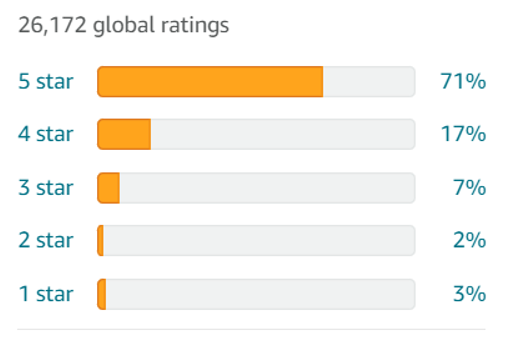 26,172 global ratings
5 star 71%
4 star 17%
3 star 7%
2 star 2%
1 star 3%